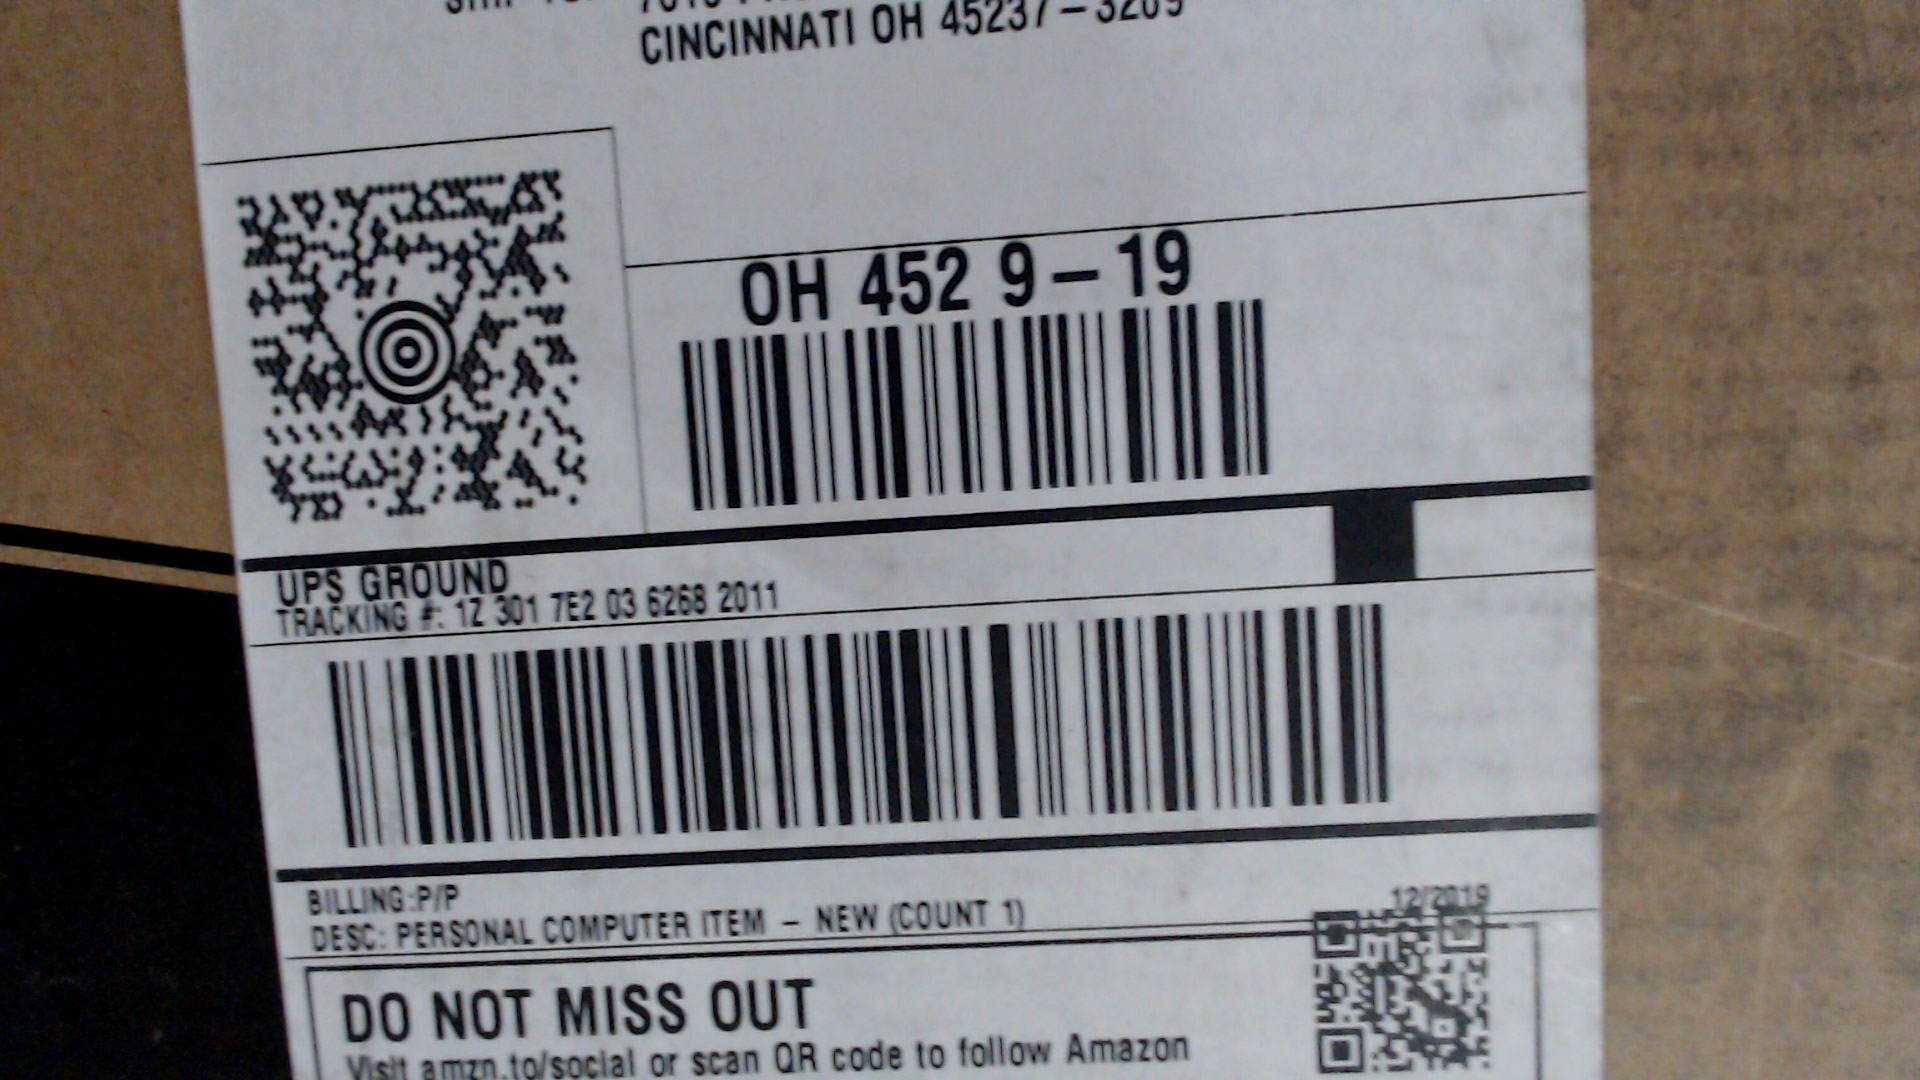 CINCINNATI OH 45237-3209
OH 452 9-19
UPS GROUND
TRACKING #: 1Z 301 7E2 03 6268 2011
BILLING:P/P
DESC: PERSONAL COMPUTER ITEM - NEW (COUNT 1)
12/2019
DO NOT MISS OUT
Visit amzn.to/social or scan QR code to follow Amazon